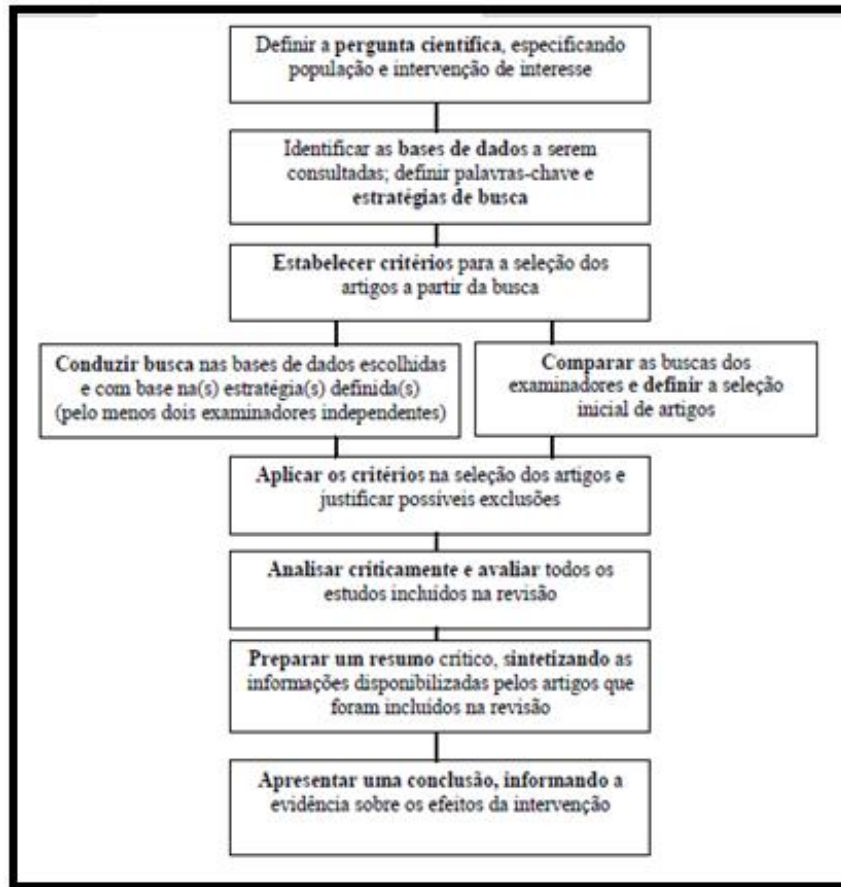 Definir a pergunta científica, especificando
população e intervenção de interesse
Identificar as bases de dados a serem
consultadas; definir palavras-chave e
estratégias de busca
Estabelecer critérios para a seleção dos
artigos a partir da busca
Conduzir busca nas bases de dados escolhidas
e com base na(s) estratégia(s) definida(s)
(pelo menos dois examinadores independentes)
Comparar as buscas dos
examinadores e definir a seleção
inicial de artigos
Aplicar os critérios na seleção dos artigos e
justificar possíveis exclusões
Analisar criticamente e avaliar todos os
estudos incluídos na revisão
Preparar um resumo crítico, sintetizando as
informações disponibilizadas pelos artigos que
foram incluídos na revisão
Apresentar uma conclusão, informando a
evidência sobre os efeitos da intervenção